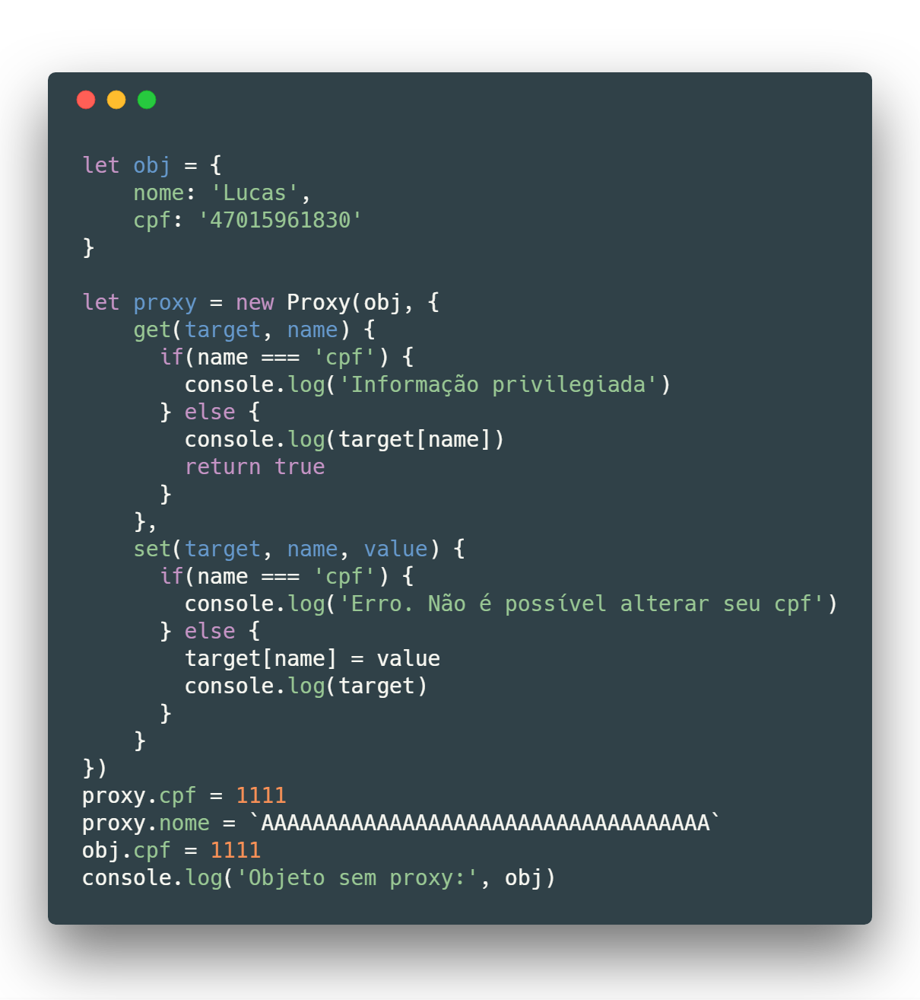 let obj = {
    nome: 'Lucas',
    cpf: '47015961830'
}

let proxy = new Proxy(obj, {
    get(target, name) {
      if(name === 'cpf') {
        console.log('Informação privilegiada')
      } else {
        console.log(target[name])
        return true
      }
    },
    set(target, name, value) {
      if(name === 'cpf') {
        console.log('Erro. Não é possível alterar seu cpf')
      } else {
        target[name] = value
        console.log(target)
      }
    }
})
proxy.cpf = 1111
proxy.nome = `AAAAAAAAAAAAAAAAAAAAAAAAAAAAAAAAAAA`
obj.cpf = 1111
console.log('Objeto sem proxy:', obj)